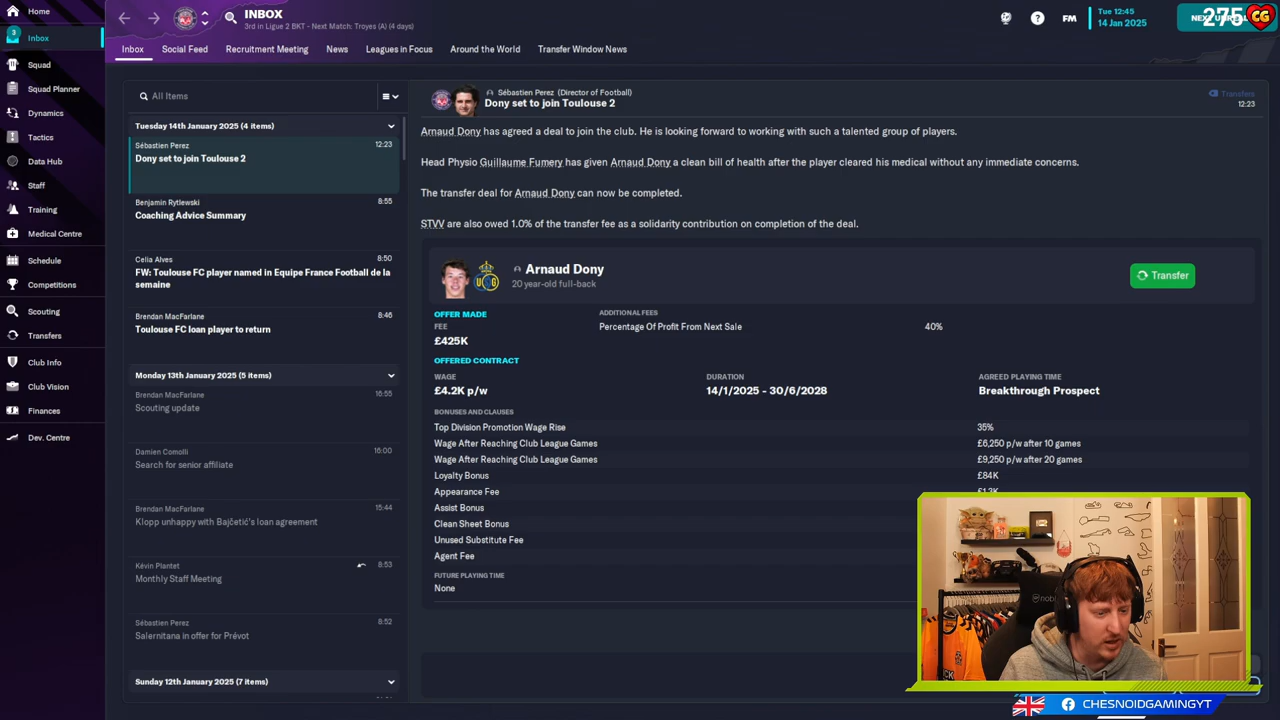 Home
INBOX
3rd in Ligue 2 BKT - Next Match: Troyes (A) (4 days)
FM
Tue 12:45
14 Jan 2025
275
CG
3
Inbox
Inbox
Social Feed
Recruitment Meeting
News
Leagues in Focus
Around the World
Transfer Window News
Squad
Squad Planner
Dynamics
Tactics
Data Hub
Staff
Training
Medical Centre
Schedule
Competitions
Scouting
Transfers
Club Info
Club Vision
Finances
Dev. Centre
All Items
Tuesday 14th January 2025 (4 items)
Sébastien Perez
12:23
Dony set to join Toulouse 2
Benjamin Rytlewski
8:55
Coaching Advice Summary
Celia Alves
8:50
FW: Toulouse FC player named in Equipe France Football de la
semaine
Brendan MacFarlane
8:46
Toulouse FC loan player to return
Monday 13th January 2025 (5 items)
Brendan MacFarlane
16:55
Scouting update
Damien Comolli
16:00
Search for senior affiliate
Brendan MacFarlane
15:44
Klopp unhappy with Bajčetić's loan agreement
Kévin Plantet
8:53
Monthly Staff Meeting
Sébastien Perez
8:52
Salernitana in offer for Prévot
Sunday 12th January 2025 (7 items)
Sébastien Perez (Director of Football)
Dony set to join Toulouse 2
Transfers
12:23
Arnaud Dony has agreed a deal to join the club. He is looking forward to working with such a talented group of players.
Head Physio Guillaume Fumery has given Arnaud Dony a clean bill of health after the player cleared his medical without any immediate concerns.
The transfer deal for Arnaud Dony can now be completed.
STVV are also owed 1.0% of the transfer fee as a solidarity contribution on completion of the deal.
Arnaud Dony
20 year-old full-back
Transfer
OFFER MADE
FEE
£425K
ADDITIONAL FEES
Percentage Of Profit From Next Sale
40%
OFFERED CONTRACT
WAGE
£4.2K p/w
DURATION
14/1/2025 - 30/6/2028
AGREED PLAYING TIME
Breakthrough Prospect
BONUSES AND CLAUSES
Top Division Promotion Wage Rise
35%
Wage After Reaching Club League Games
£6,250 p/w after 10 games
Wage After Reaching Club League Games
£9,250 p/w after 20 games
Loyalty Bonus
£84K
Appearance Fee
Assist Bonus
Clean Sheet Bonus
Unused Substitute Fee
Agent Fee
FUTURE PLAYING TIME
None
CHESNOIDGAMINGYT